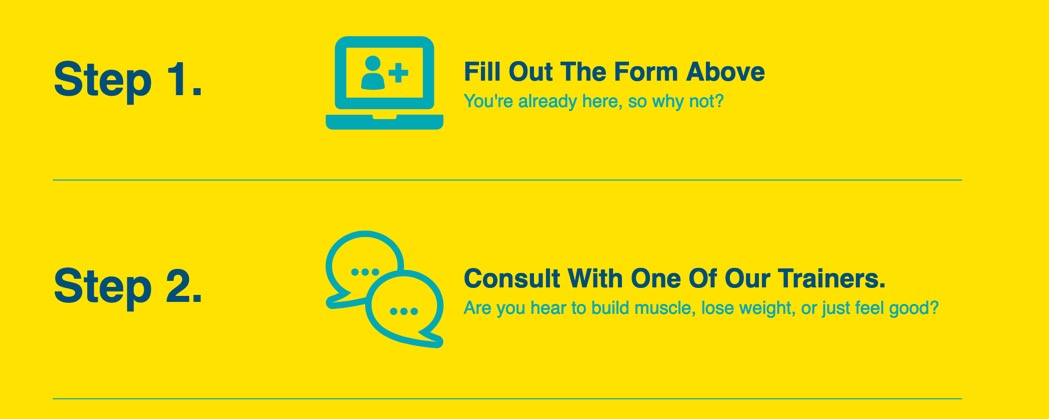 Step 1.
Fill Out The Form Above
You're already here, so why not?
Step 2.
Consult With One Of Our Trainers.
Are you hear to build muscle, lose weight, or just feel good?